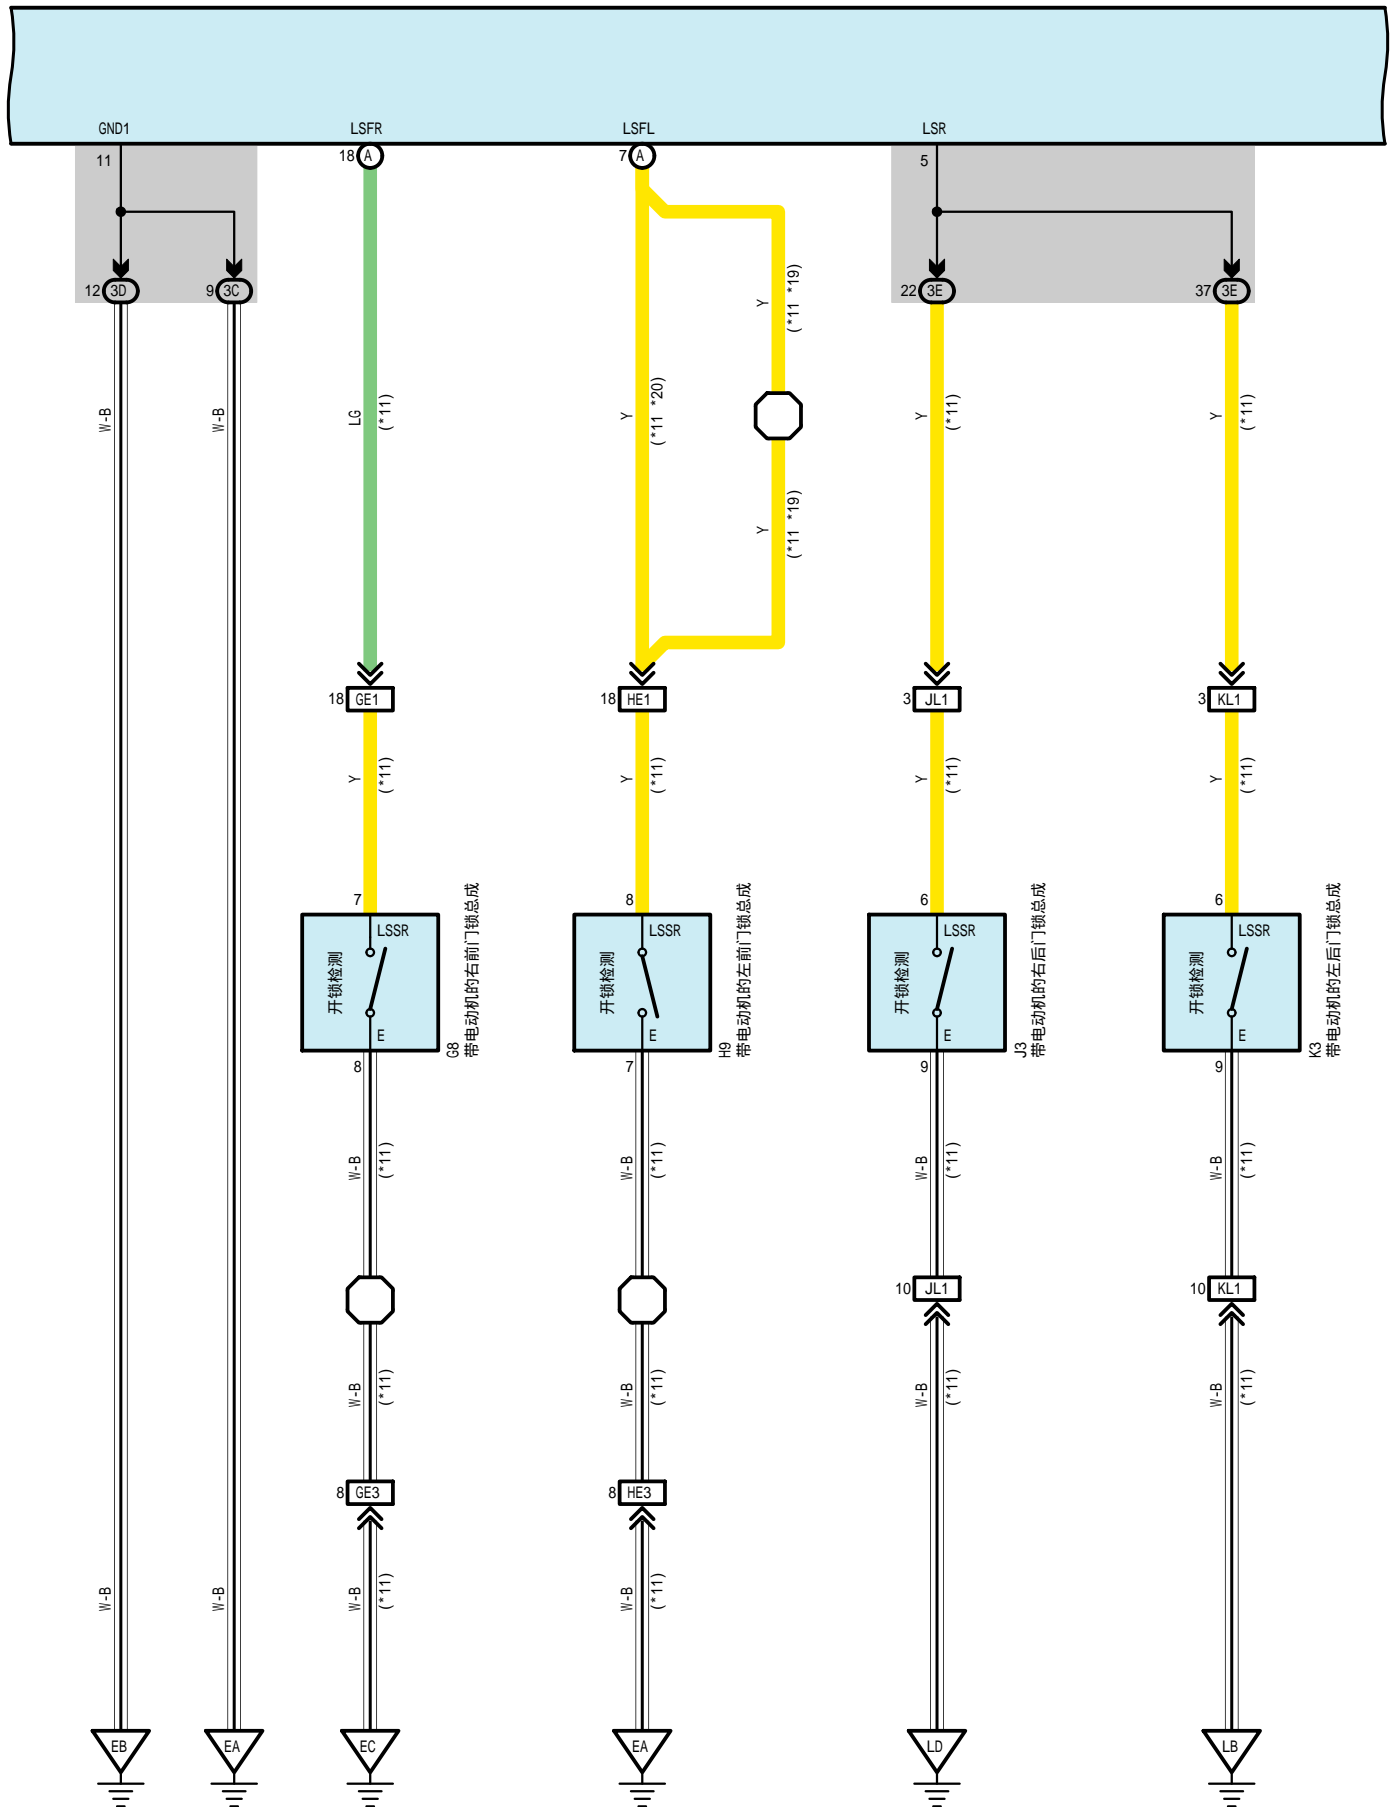 GND1 LSFR LSFL LSR
11 18 A 7 A 5
12 3D 9 3C 22 3E 37 3E
Y (*11 *19)
W-B W-B LG (*11) Y (*11 *20) Y (*11) Y (*11)
Y (*11 *19)
18 GE1 18 HE1 3 JL1 3 KL1
Y (*11) Y (*11) Y (*11) Y (*11)
7 8 6 6
LSSR LSSR LSSR LSSR
开锁检测 开锁检测 开锁检测 开锁检测
E E E E
G8 带电动机的右前门锁总成
H9 带电动机的左前门锁总成
J3 带电动机的右后门锁总成
K3 带电动机的左后门锁总成
8 7 9 9
W-B (*11) W-B (*11) W-B (*11) W-B (*11)
10 JL1 10 KL1
W-B (*11) W-B (*11) W-B (*11) W-B (*11)
8 GE3 8 HE3
W-B W-B W-B (*11) W-B (*11)
EB EA EC EA LD LB